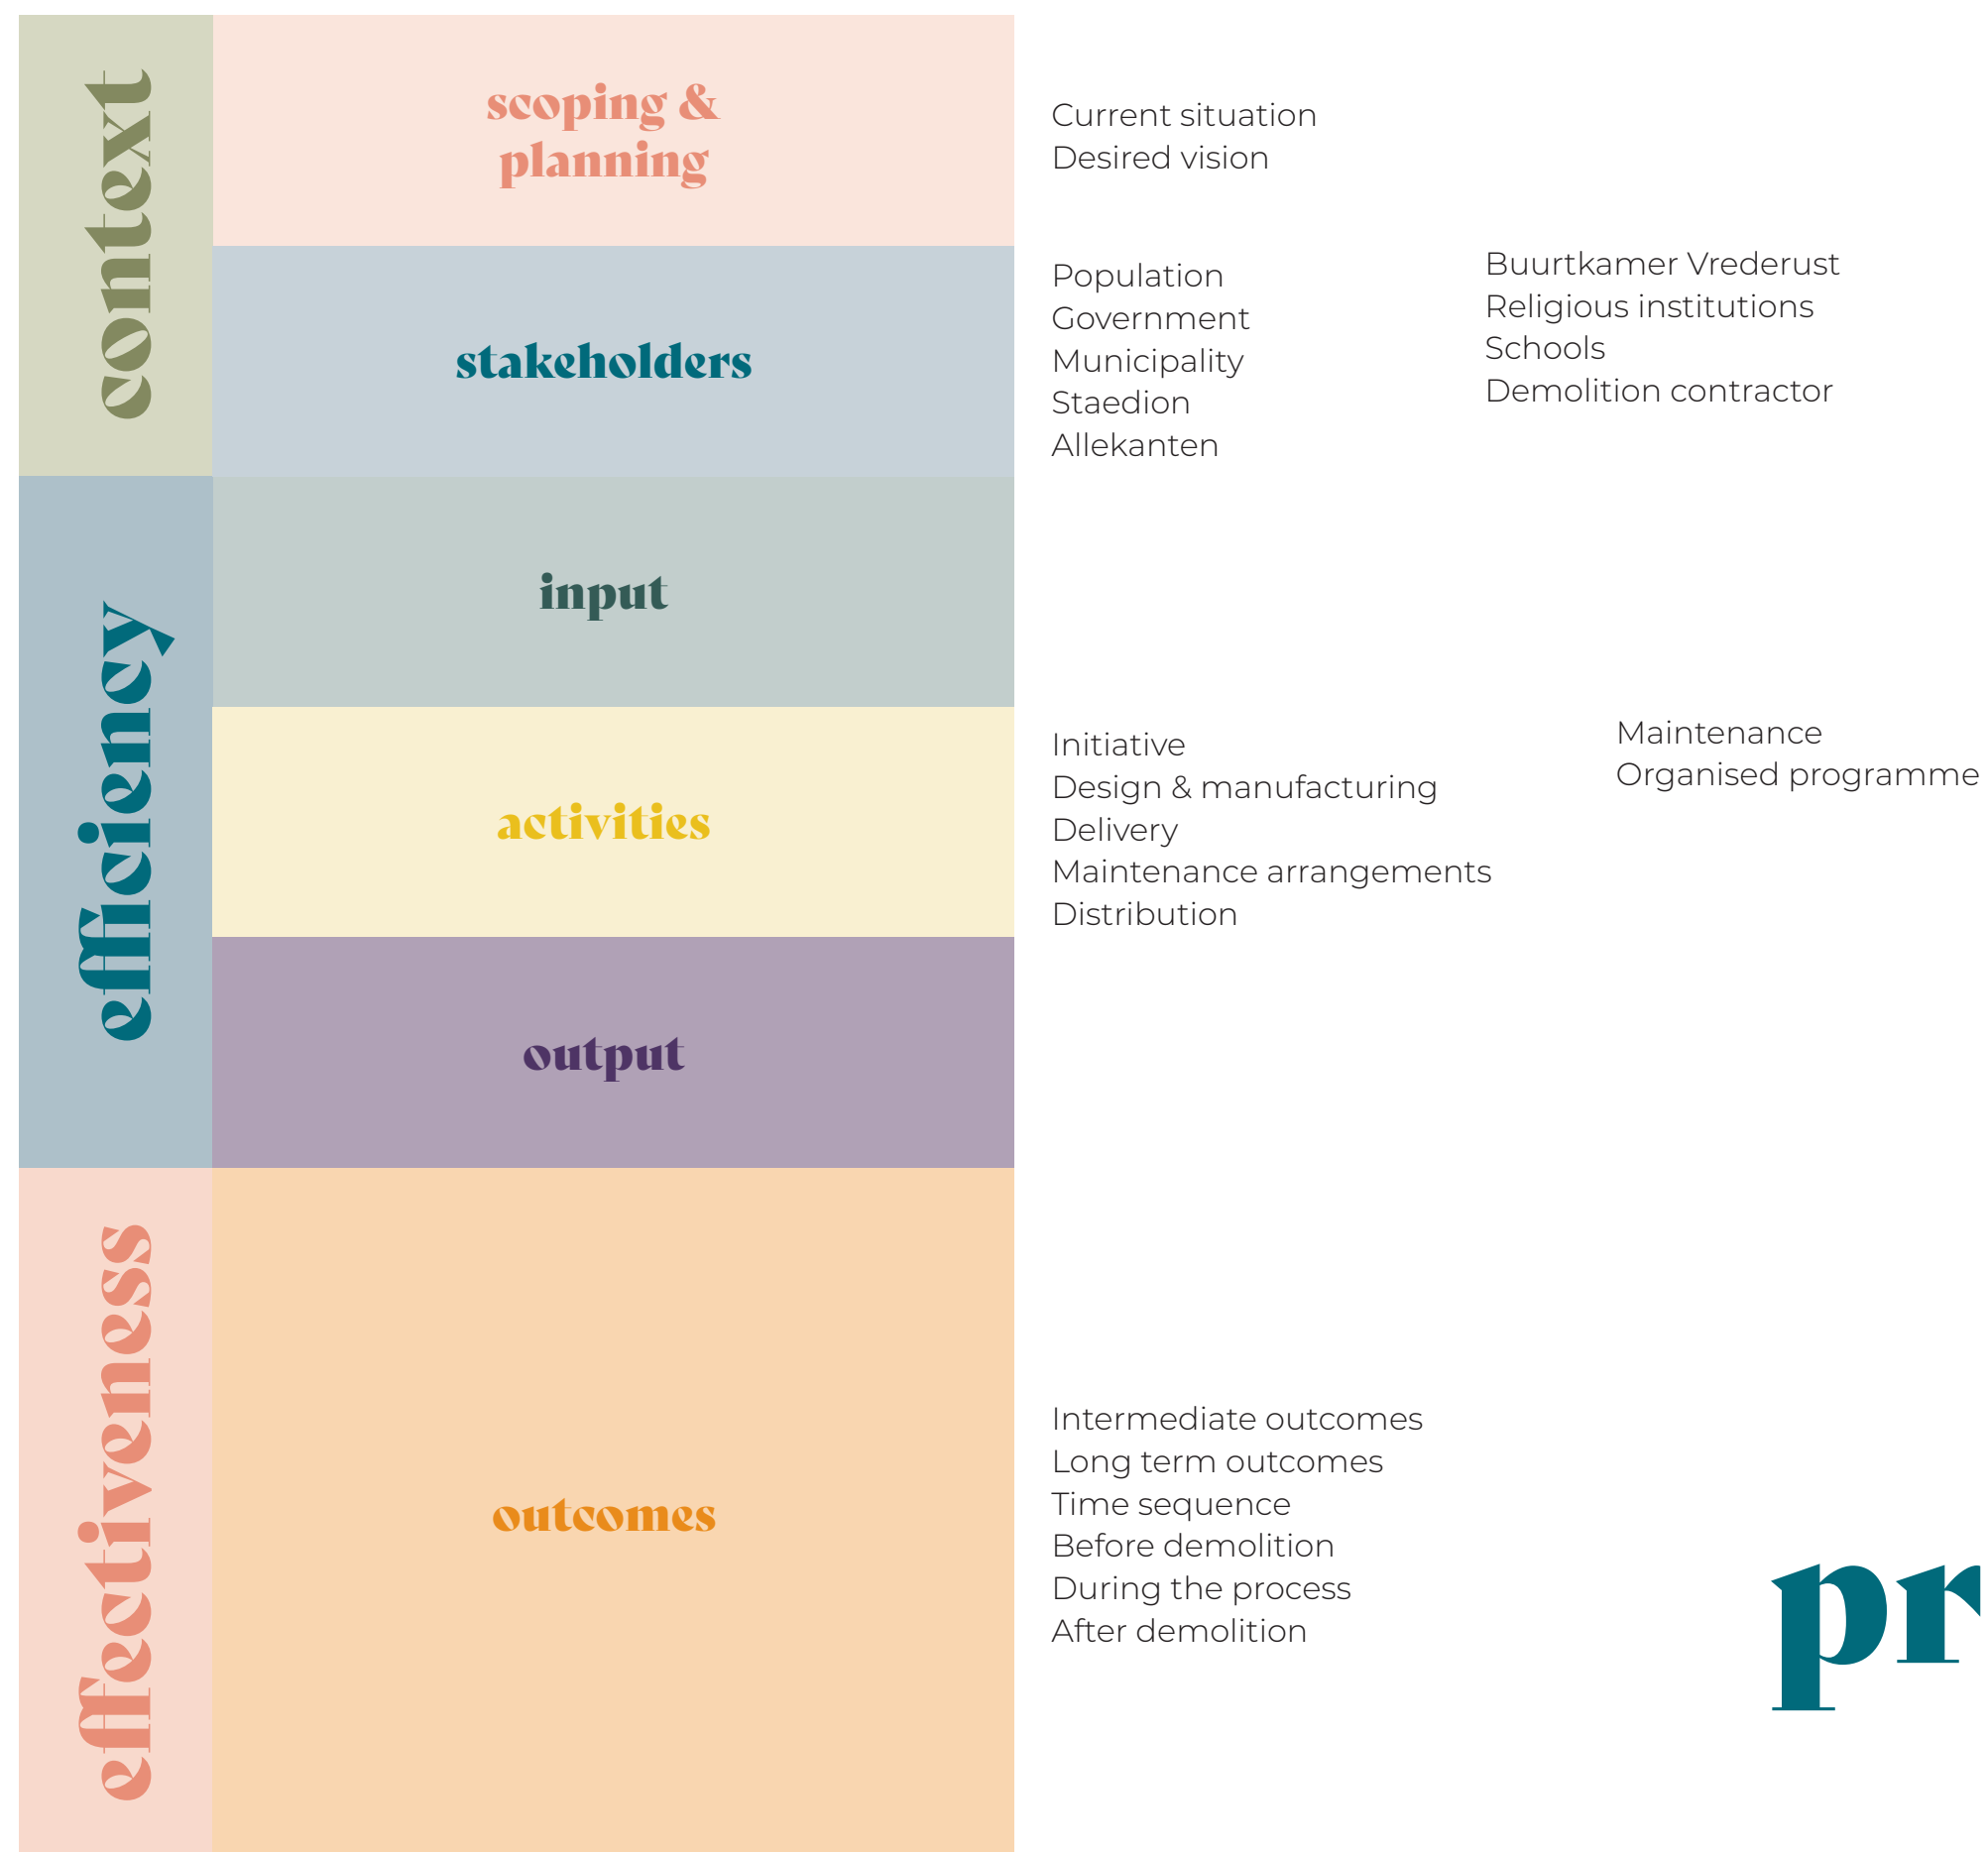 context
scoping &
planning
Current situation
Desired vision
stakeholders
Population
Government
Municipality
Staedion
Allekanten
Buurtkamer Vrederust
Religious institutions
Schools
Demolition contractor
efficiency
input
activities
Initiative
Design & manufacturing
Delivery
Maintenance arrangements
Distribution
Maintenance
Organised programme
output
effectiveness
outcomes
Intermediate outcomes
Long term outcomes
Time sequence
Before demolition
During the process
After demolition
pr